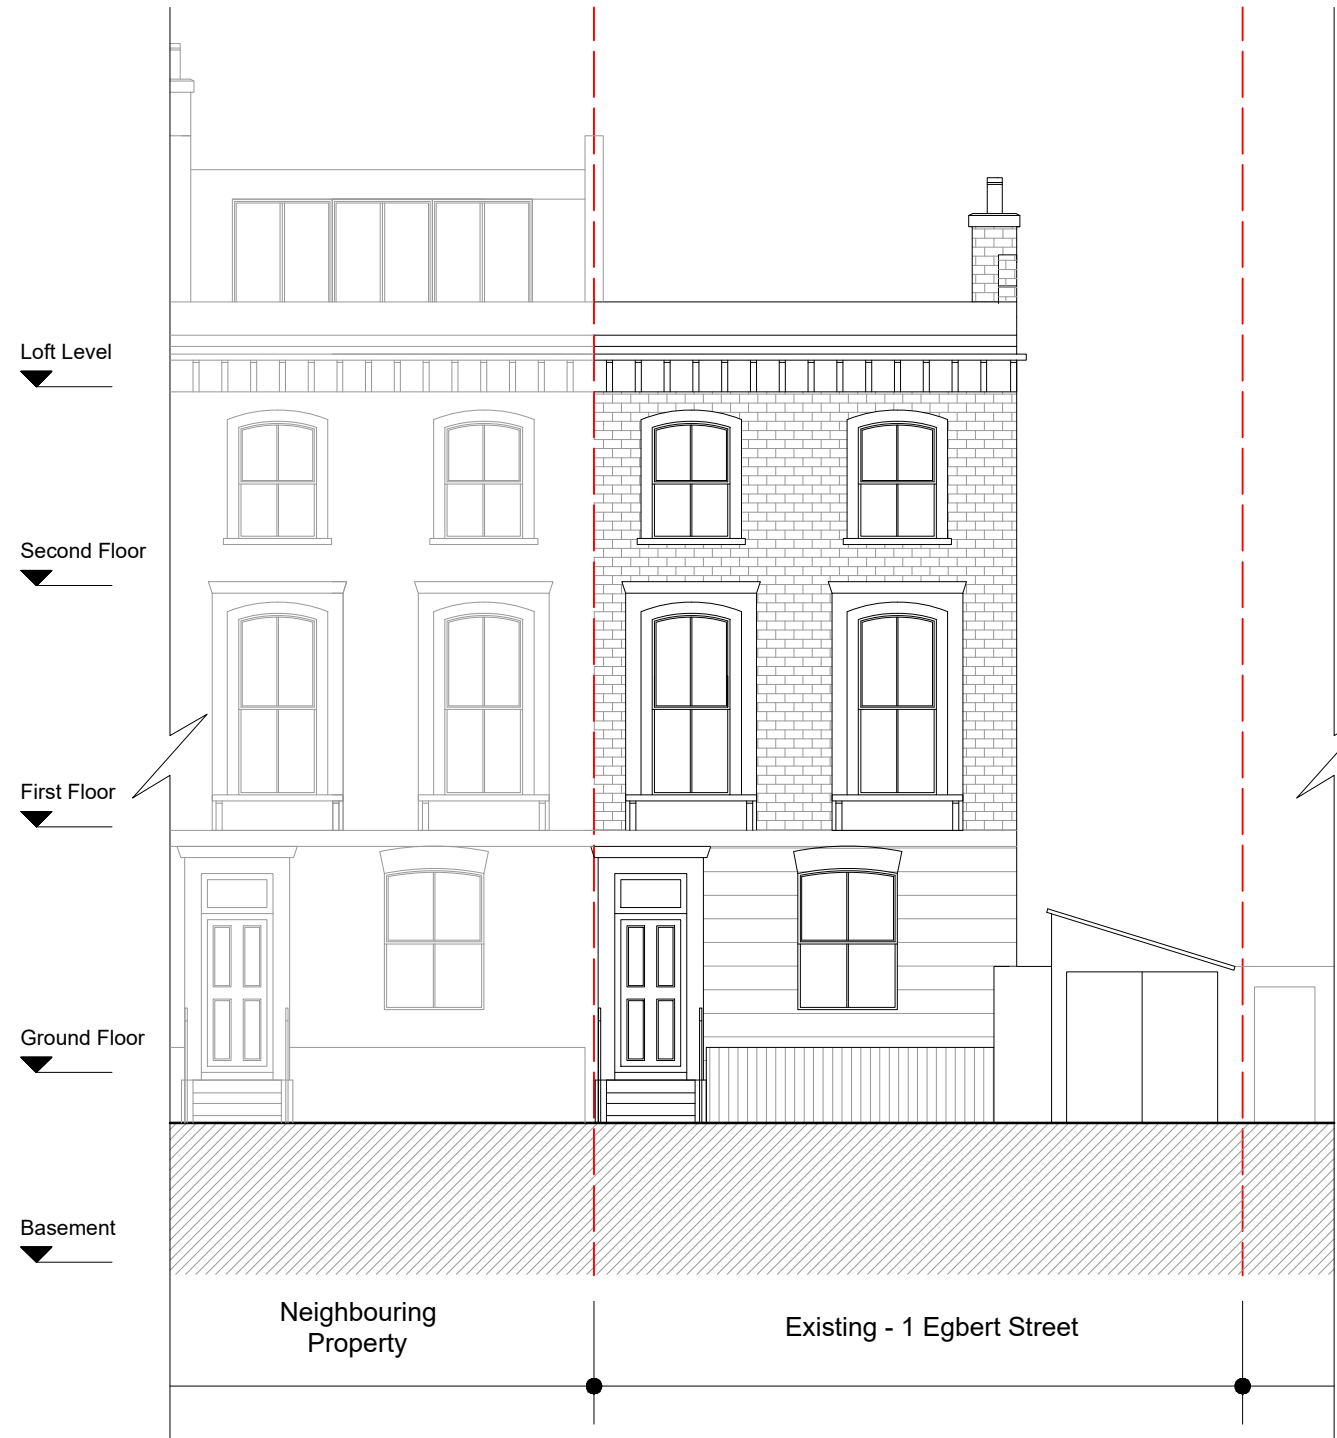 Loft Level
Second Floor
First Floor
Ground Floor
Basement
Neighbouring
Property
Existing - 1 Egbert Street